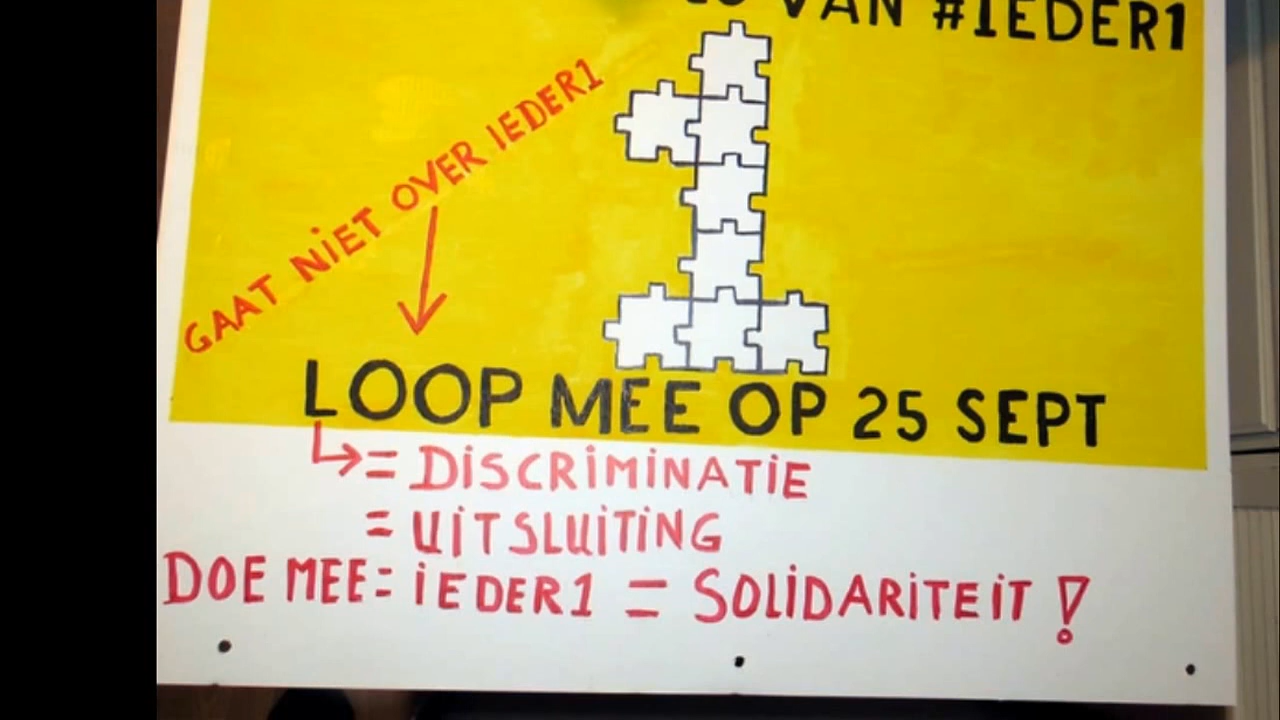 VAN #IEDER1
GAAT NIET OVER IEDER1
LOOP MEE OP 25 SEPT
= DISCRIMINATIE
= UITSLUITING
DOE MEE = IEDER1 = SOLIDARITEIT !